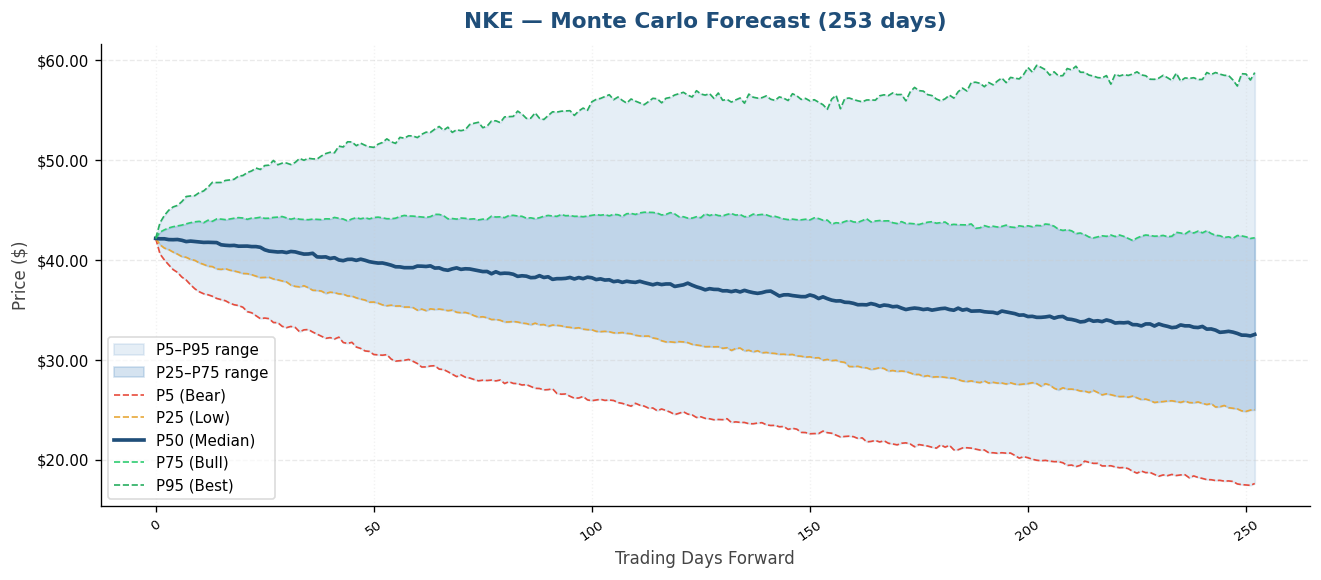 NKE — Monte Carlo Forecast (253 days)
$60.00
$50.00
$40.00
$30.00
$20.00
Price ($)
P5–P95 range
P25–P75 range
P5 (Bear)
P25 (Low)
P50 (Median)
P75 (Bull)
P95 (Best)
0
50
100
150
200
250
Trading Days Forward